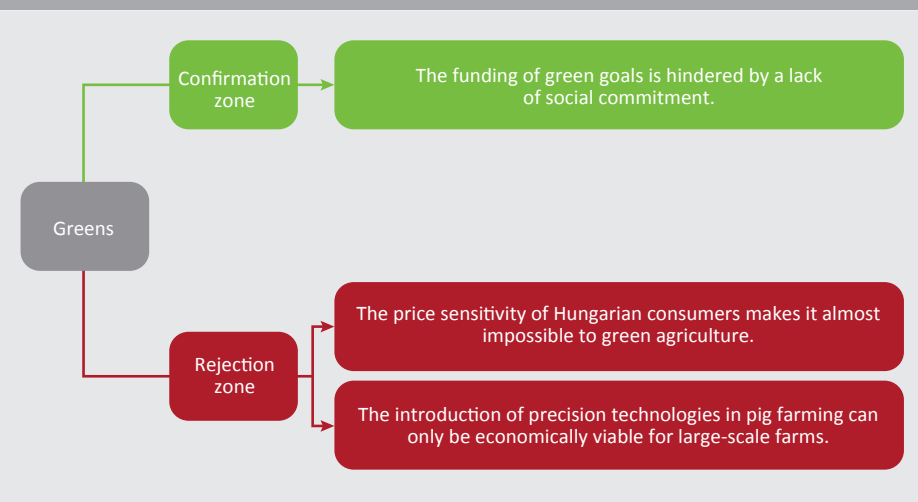 Confirmation
zone
The funding of green goals is hindered by a lack
of social commitment.
Greens
Rejection
zone
The price sensitivity of Hungarian consumers makes it almost
impossible to green agriculture.
The introduction of precision technologies in pig farming can
only be economically viable for large-scale farms.